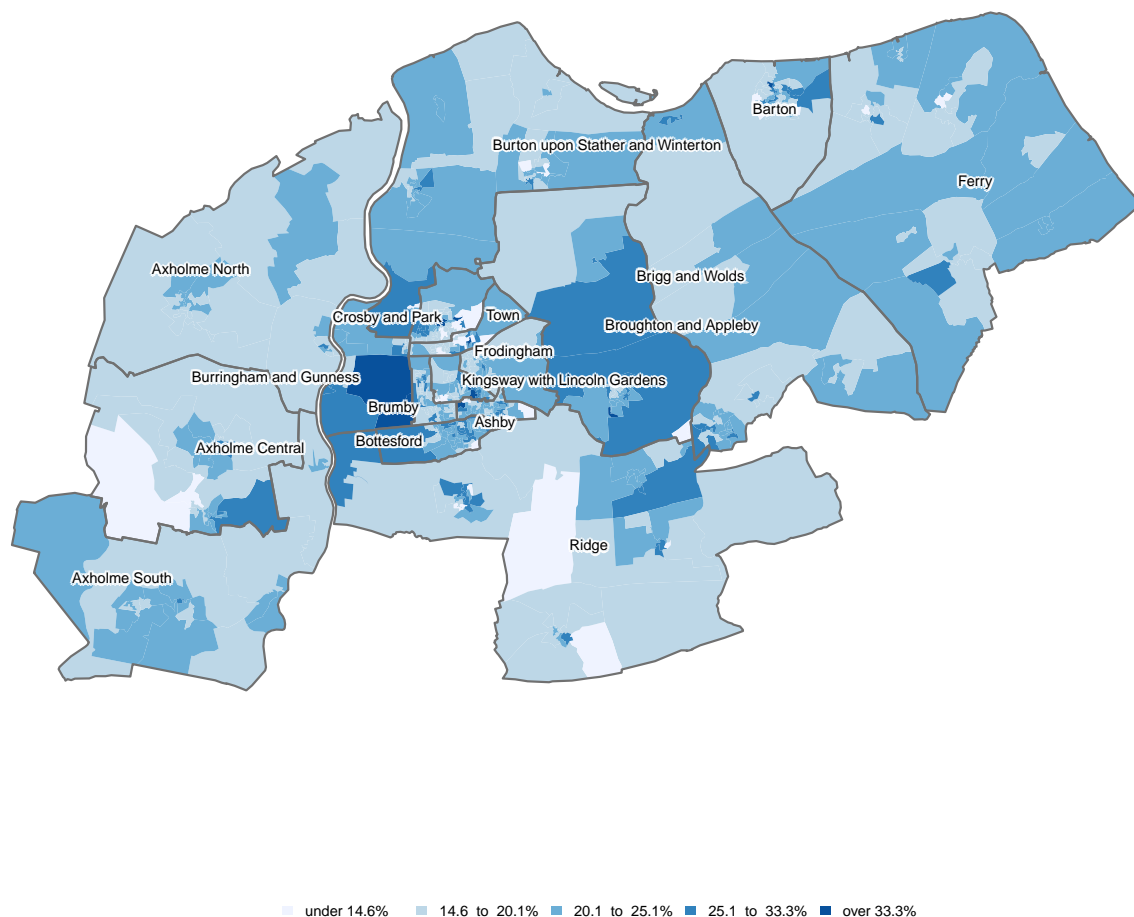 Barton
Burton upon Stather and Winterton
Ferry
Axholme North
Brigg and Wolds
Crosby and Park
Town
Broughton and Appleby
Frodingham
Burringham and Gunness
Kingsway with Lincoln Gardens
Brumby
Ashby
Bottesford
Axholme Central
Ridge
Axholme South
under 14.6% 14.6 to 20.1% 20.1 to 25.1% 25.1 to 33.3% over 33.3%